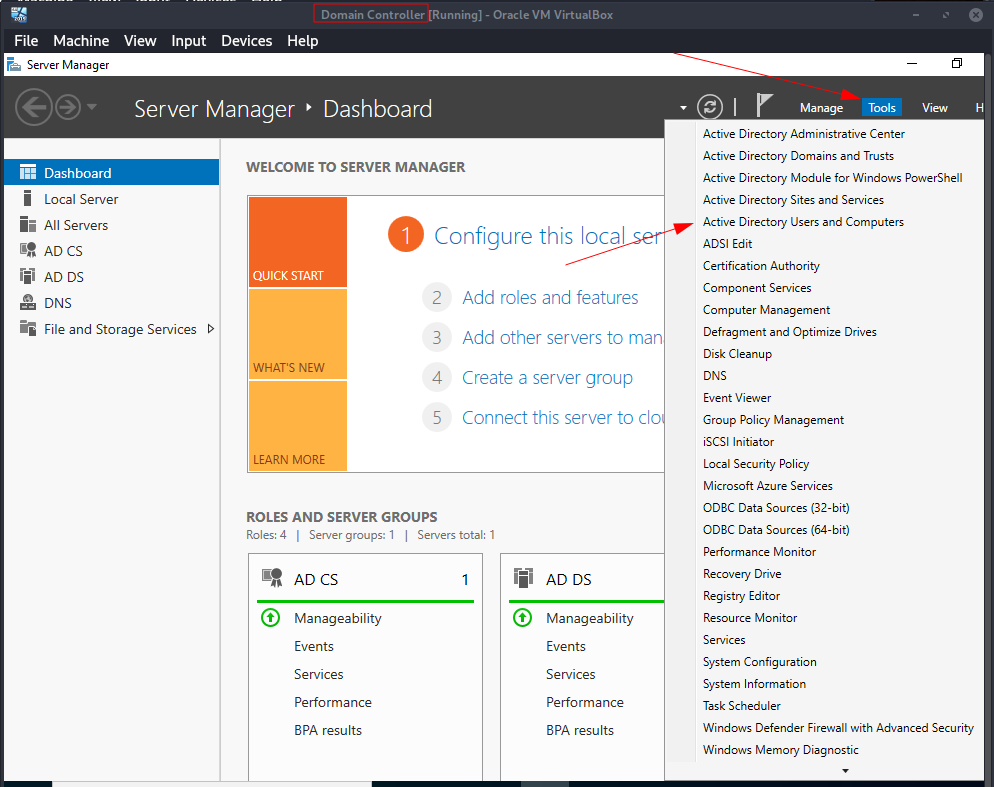 Domain Controller [Running] - Oracle VM VirtualBox
File Machine View Input Devices Help
Server Manager
Server Manager Dashboard
Manage Tools View H
Dashboard
Local Server
All Servers
AD CS
AD DS
DNS
File and Storage Services
WELCOME TO SERVER MANAGER
QUICK START
WHAT'S NEW
LEARN MORE
1 Configure this local ser
2 Add roles and features
3 Add other servers to mana
4 Create a server group
5 Connect this server to clou
ROLES AND SERVER GROUPS
Roles: 4 | Server groups: 1 | Servers total: 1
AD CS 1
Manageability
Events
Services
Performance
BPA results
AD DS
Manageability
Events
Services
Performance
BPA results
Active Directory Administrative Center
Active Directory Domains and Trusts
Active Directory Module for Windows PowerShell
Active Directory Sites and Services
Active Directory Users and Computers
ADSI Edit
Certification Authority
Component Services
Computer Management
Defragment and Optimize Drives
Disk Cleanup
DNS
Event Viewer
Group Policy Management
iSCSI Initiator
Local Security Policy
Microsoft Azure Services
ODBC Data Sources (32-bit)
ODBC Data Sources (64-bit)
Performance Monitor
Recovery Drive
Registry Editor
Resource Monitor
Services
System Configuration
System Information
Task Scheduler
Windows Defender Firewall with Advanced Security
Windows Memory Diagnostic